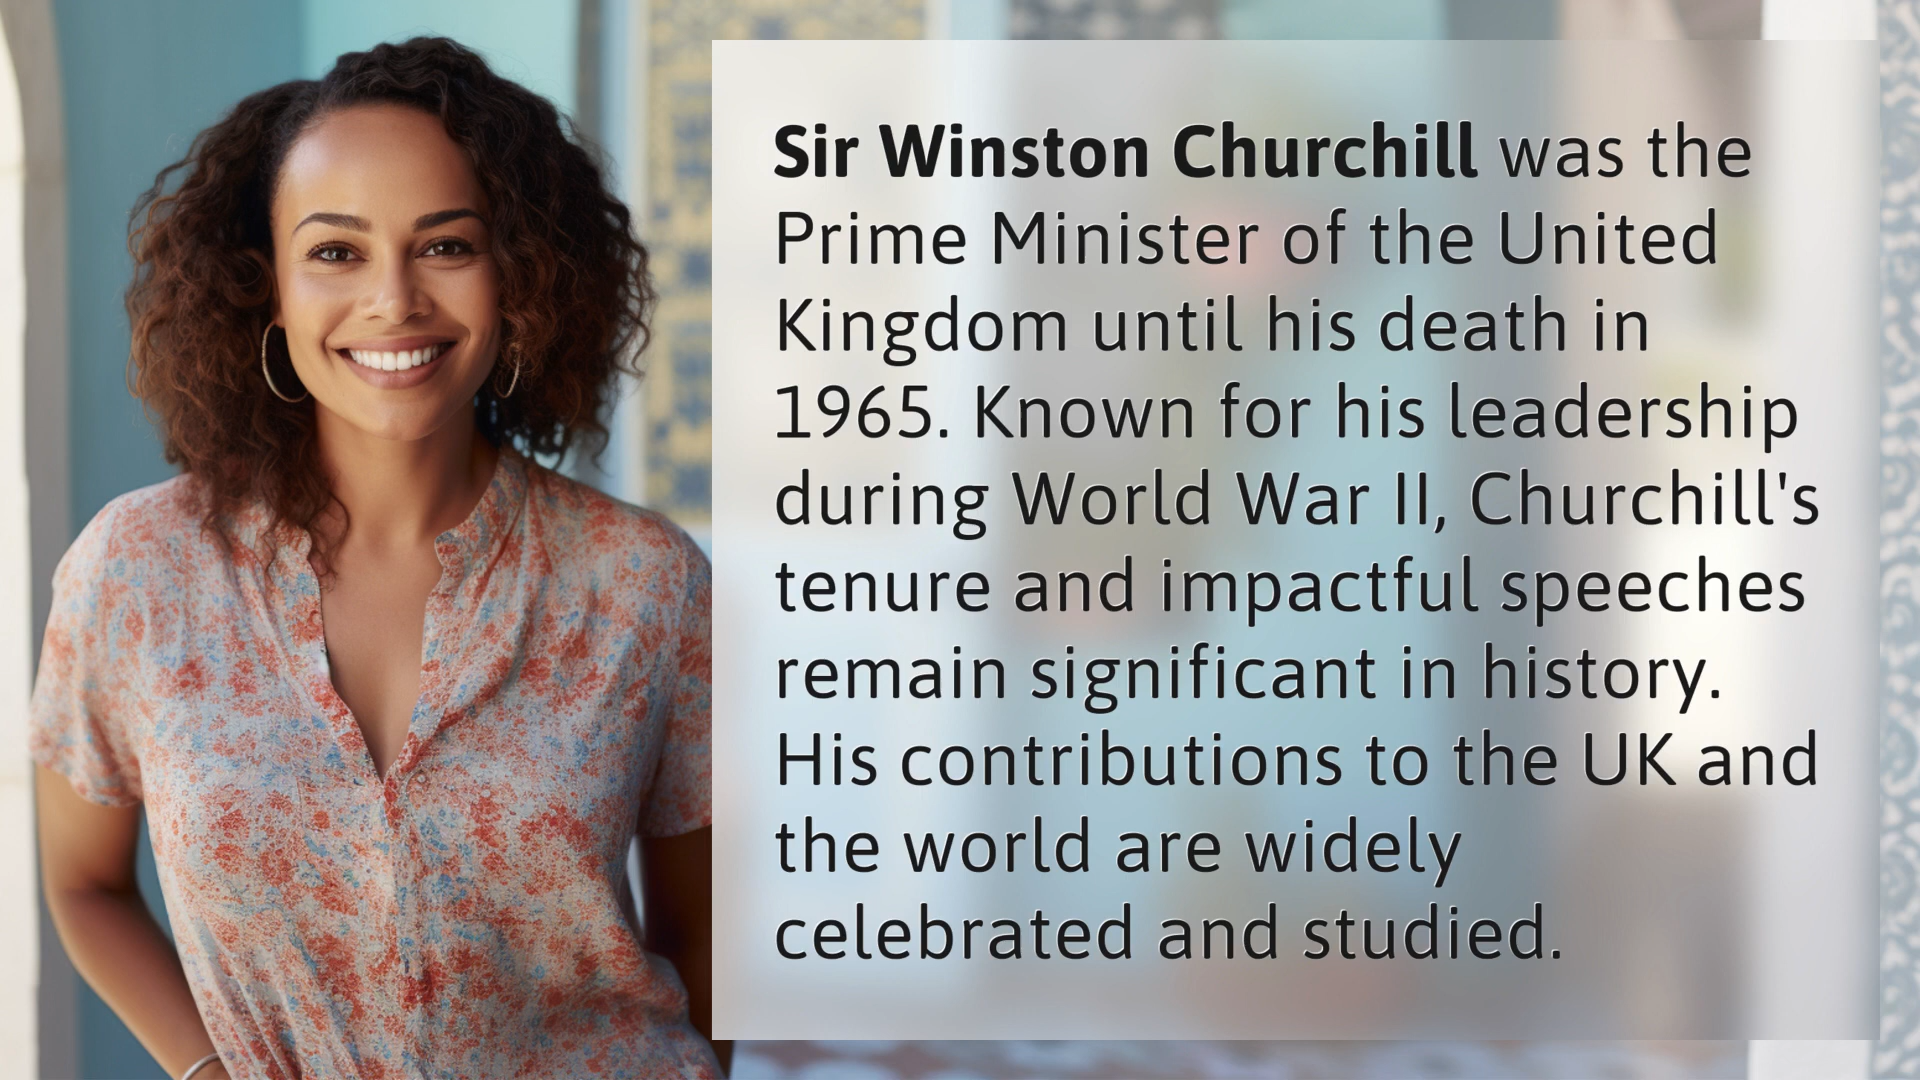 Sir Winston Churchill was the
Prime Minister of the United
Kingdom until his death in
1965. Known for his leadership
during World War II, Churchill's
tenure and impactful speeches
remain significant in history.
His contributions to the UK and
the world are widely
celebrated and studied.